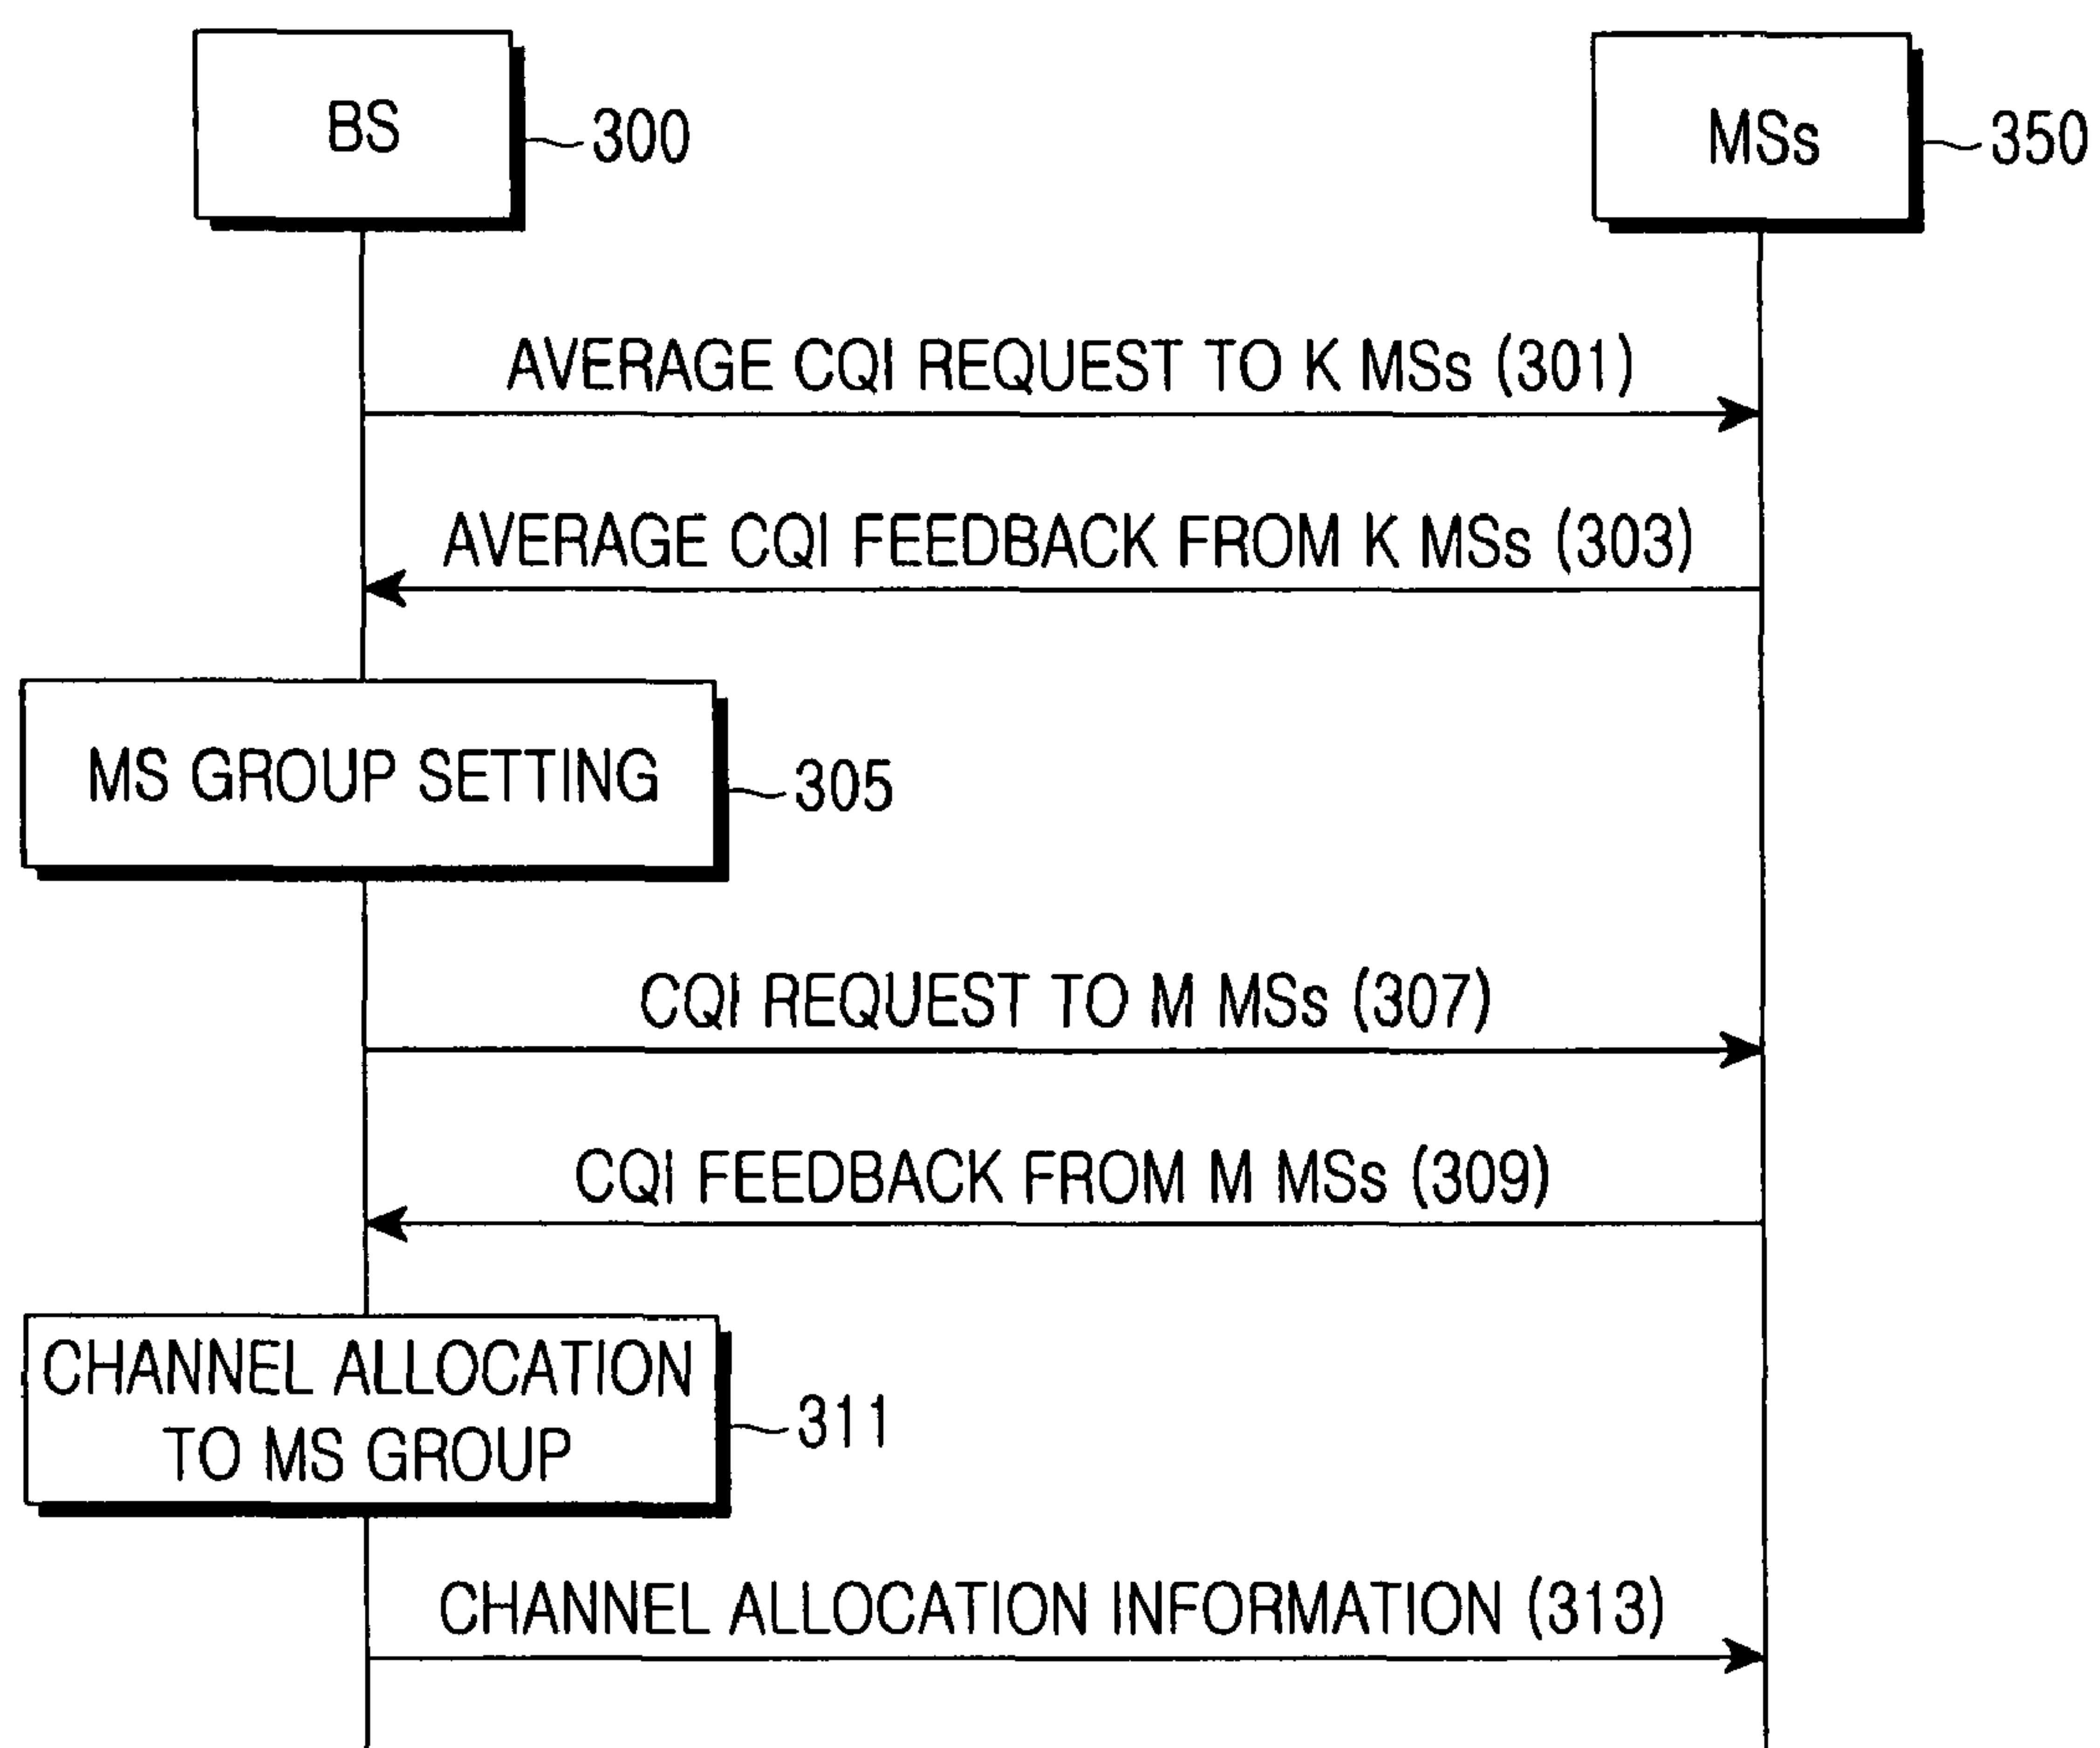 BS
300
MSs
350
AVERAGE CQI REQUEST TO K MSs (301)
AVERAGE CQI FEEDBACK FROM K MSs (303)
MS GROUP SETTING
305
CQI REQUEST TO M MSs (307)
CQI FEEDBACK FROM M MSs (309)
CHANNEL ALLOCATION
TO MS GROUP
311
CHANNEL ALLOCATION INFORMATION (313)